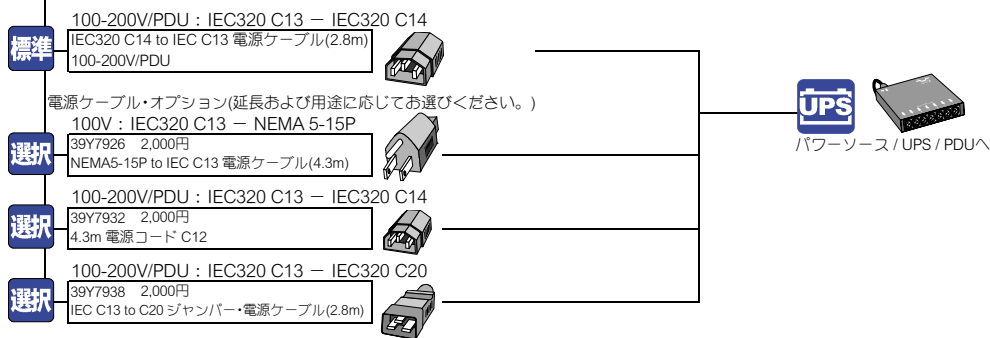 100-200V/PDU : IEC320 C13 － IEC320 C14
標準
IEC320 C14 to IEC C13 電源ケーブル(2.8m)
100-200V/PDU
電源ケーブル・オプション(延長および用途に応じてお選びください。)
100V : IEC320 C13 － NEMA 5-15P
選択
39Y7926 2,000円
NEMA5-15P to IEC C13 電源ケーブル(4.3m)
100-200V/PDU : IEC320 C13 － IEC320 C14
選択
39Y7932 2,000円
4.3m 電源コード C12
100-200V/PDU : IEC320 C13 － IEC320 C20
選択
39Y7938 2,000円
IEC C13 to C20 ジャンパー・電源ケーブル(2.8m)
UPS
パワーソース / UPS / PDUへ